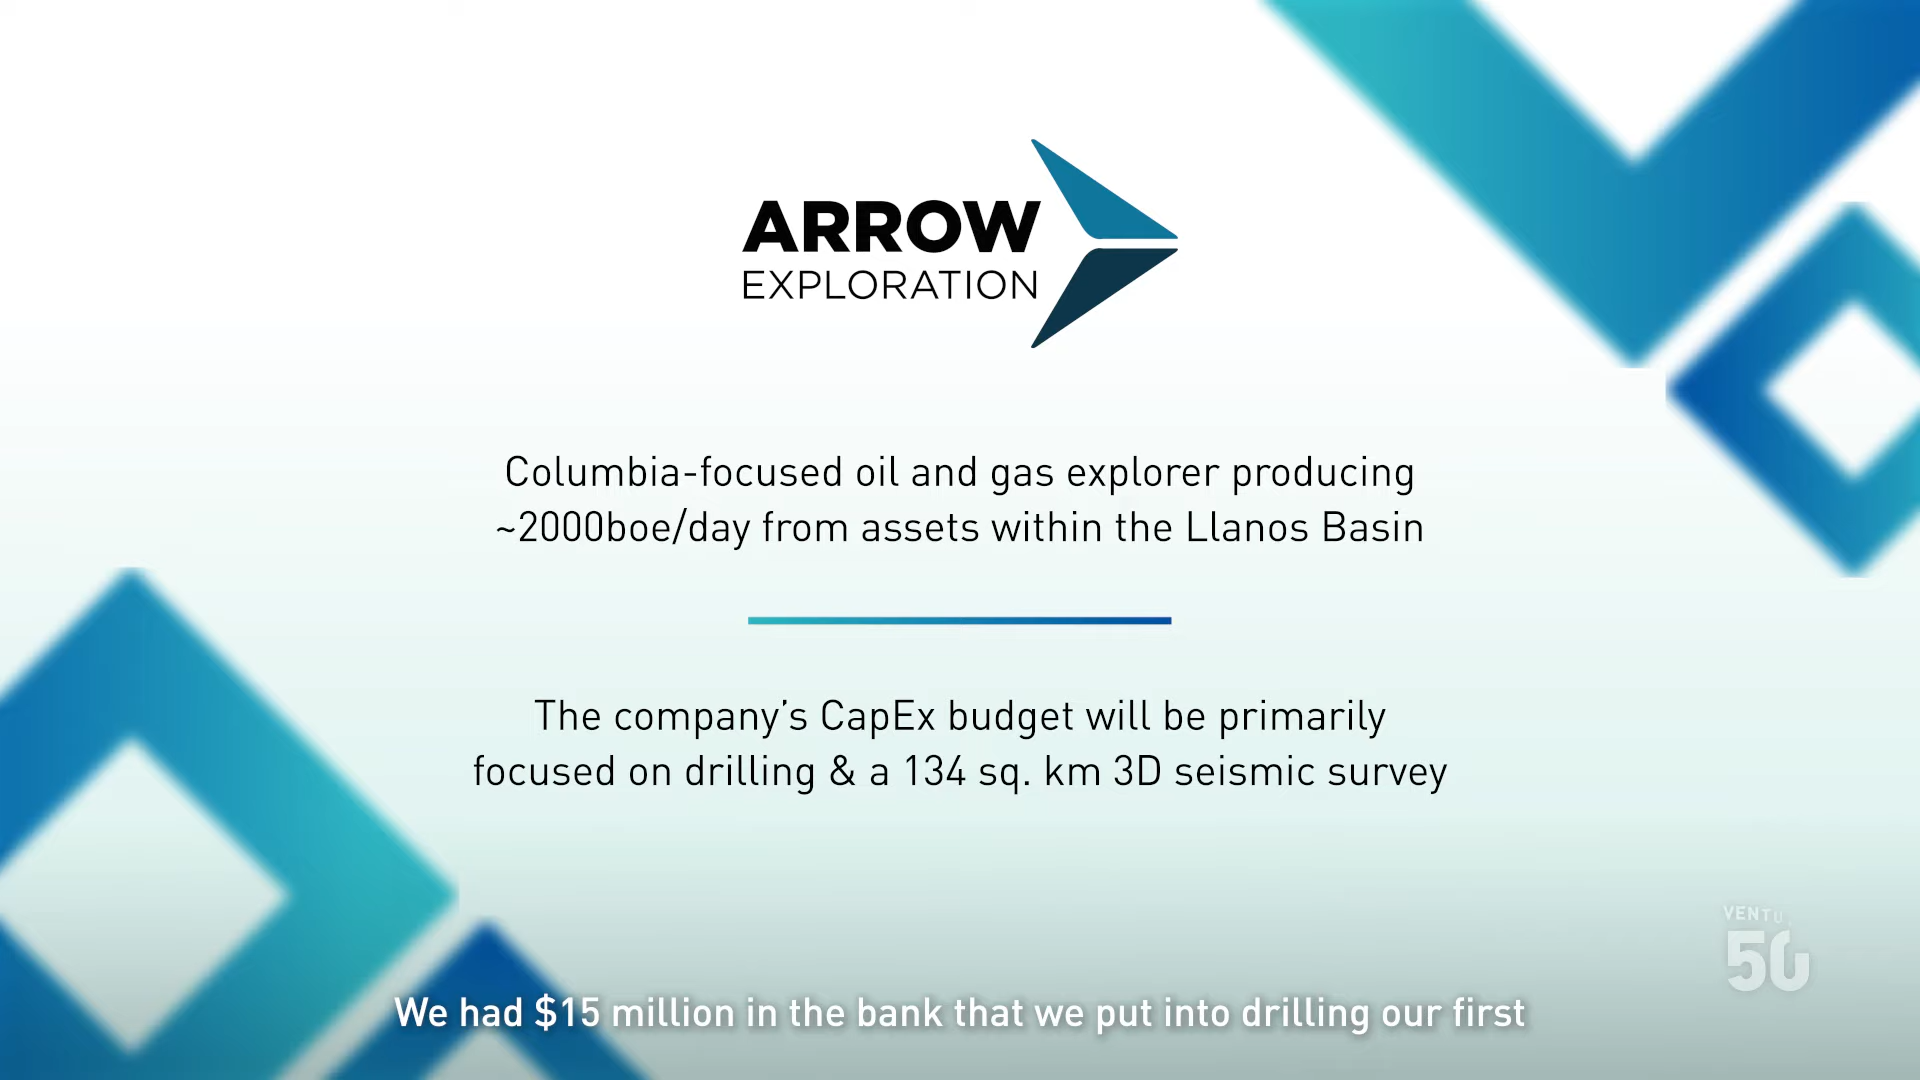 ARROW
EXPLORATION
Columbia-focused oil and gas explorer producing
~2000boe/day from assets within the Llanos Basin
The company’s CapEx budget will be primarily
focused on drilling & a 134 sq. km 3D seismic survey
50
We had $15 million in the bank that we put into drilling our first